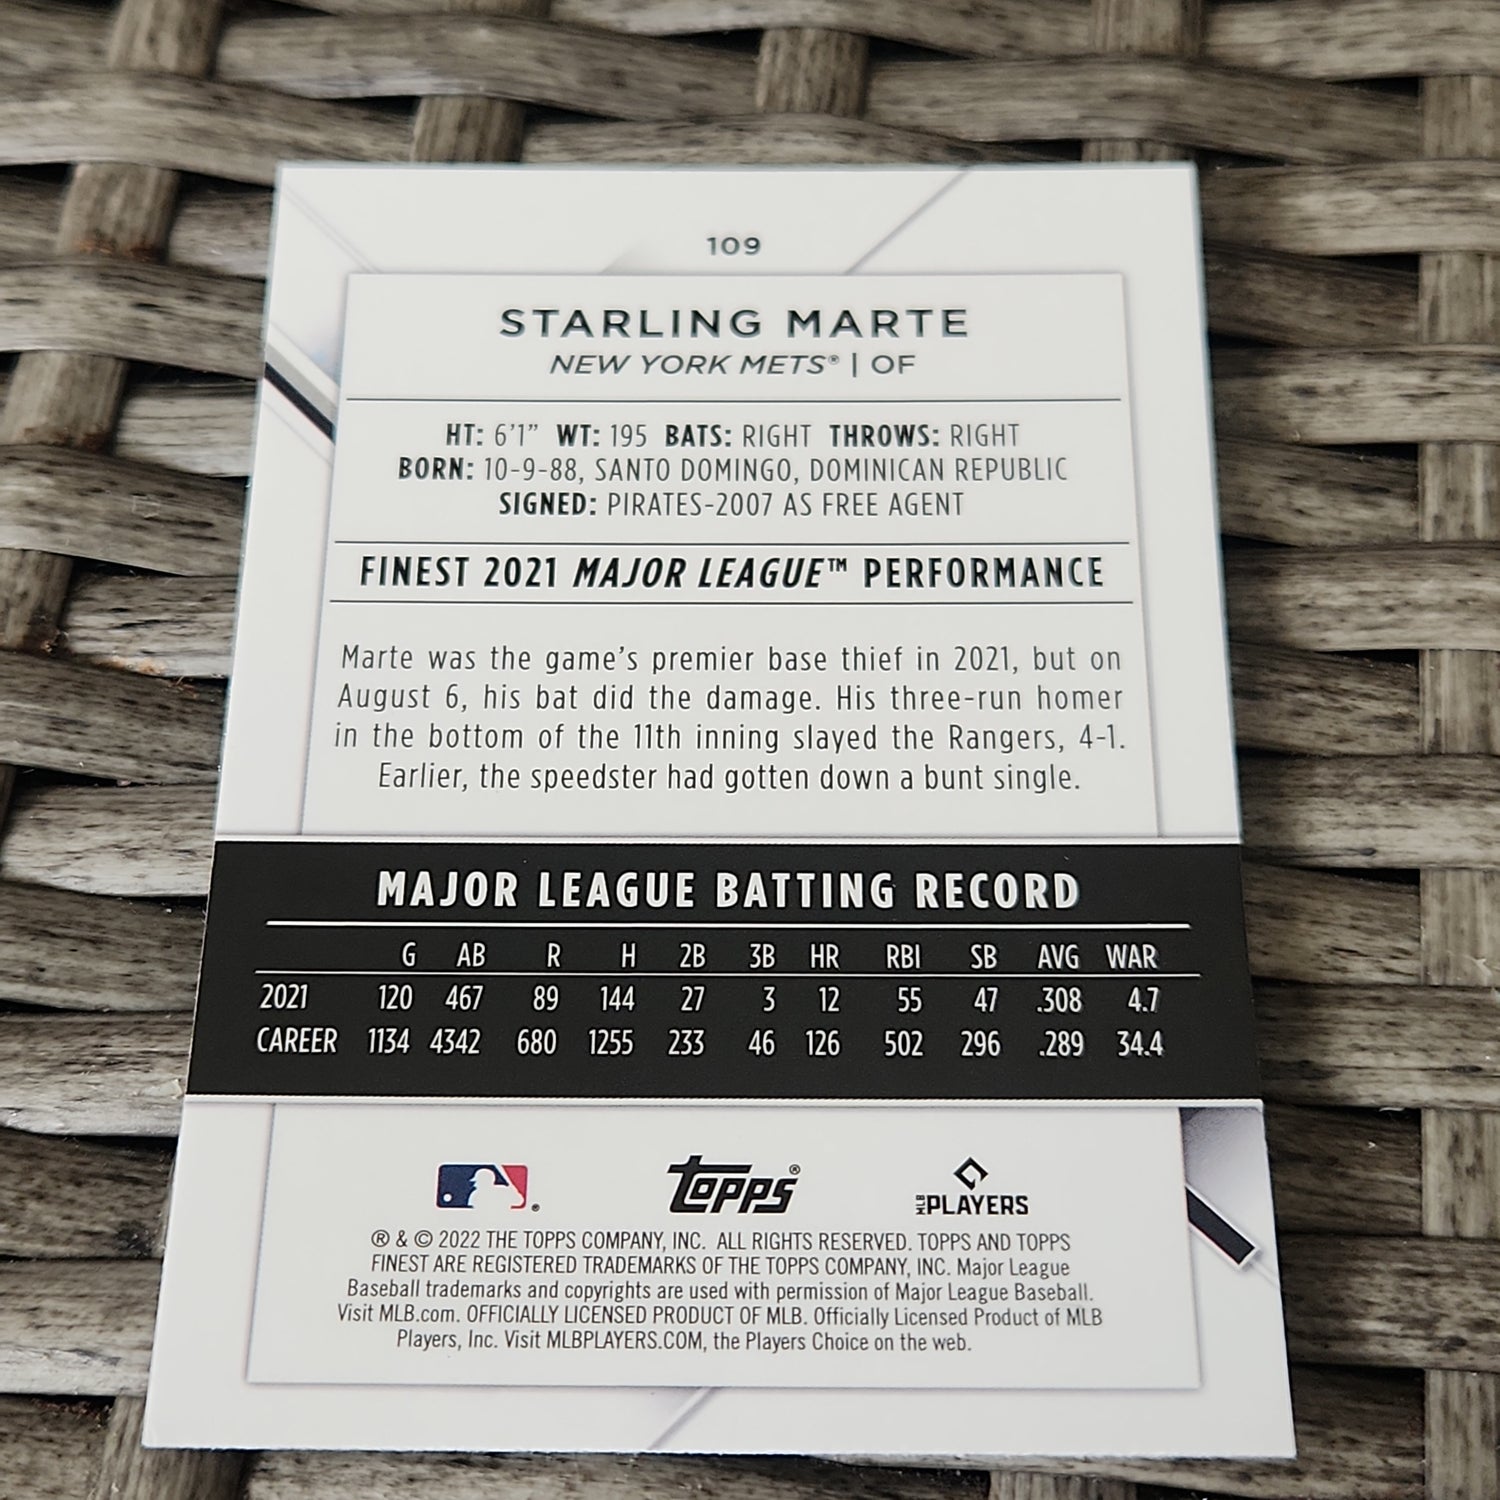 109
STARLING MARTE
NEW YORK METS® | OF
HT: 6'1” WT: 195 BATS: RIGHT THROWS: RIGHT
BORN: 10-9-88, SANTO DOMINGO, DOMINICAN REPUBLIC
SIGNED: PIRATES-2007 AS FREE AGENT
FINEST 2021 MAJOR LEAGUE™ PERFORMANCE
Marte was the game's premier base thief in 2021, but on
August 6, his bat did the damage. His three-run homer
in the bottom of the 11th inning slayed the Rangers, 4-1.
Earlier, the speedster had gotten down a bunt single.
MAJOR LEAGUE BATTING RECORD
G AB R H 2B 3B HR RBI SB AVG WAR
2021 120 467 89 144 27 3 12 55 47 .308 4.7
CAREER 1134 4342 680 1255 233 46 126 502 296 .289 34.4
® Topps® MLB PLAYERS
® & © 2022 THE TOPPS COMPANY, INC. ALL RIGHTS RESERVED. TOPPS AND TOPPS
FINEST ARE REGISTERED TRADEMARKS OF THE TOPPS COMPANY, INC. Major League
Baseball trademarks and copyrights are used with permission of Major League Baseball.
Visit MLB.com. OFFICIALLY LICENSED PRODUCT OF MLB. Officially Licensed Product of MLB
Players, Inc. Visit MLBPLAYERS.COM, the Players Choice on the web.